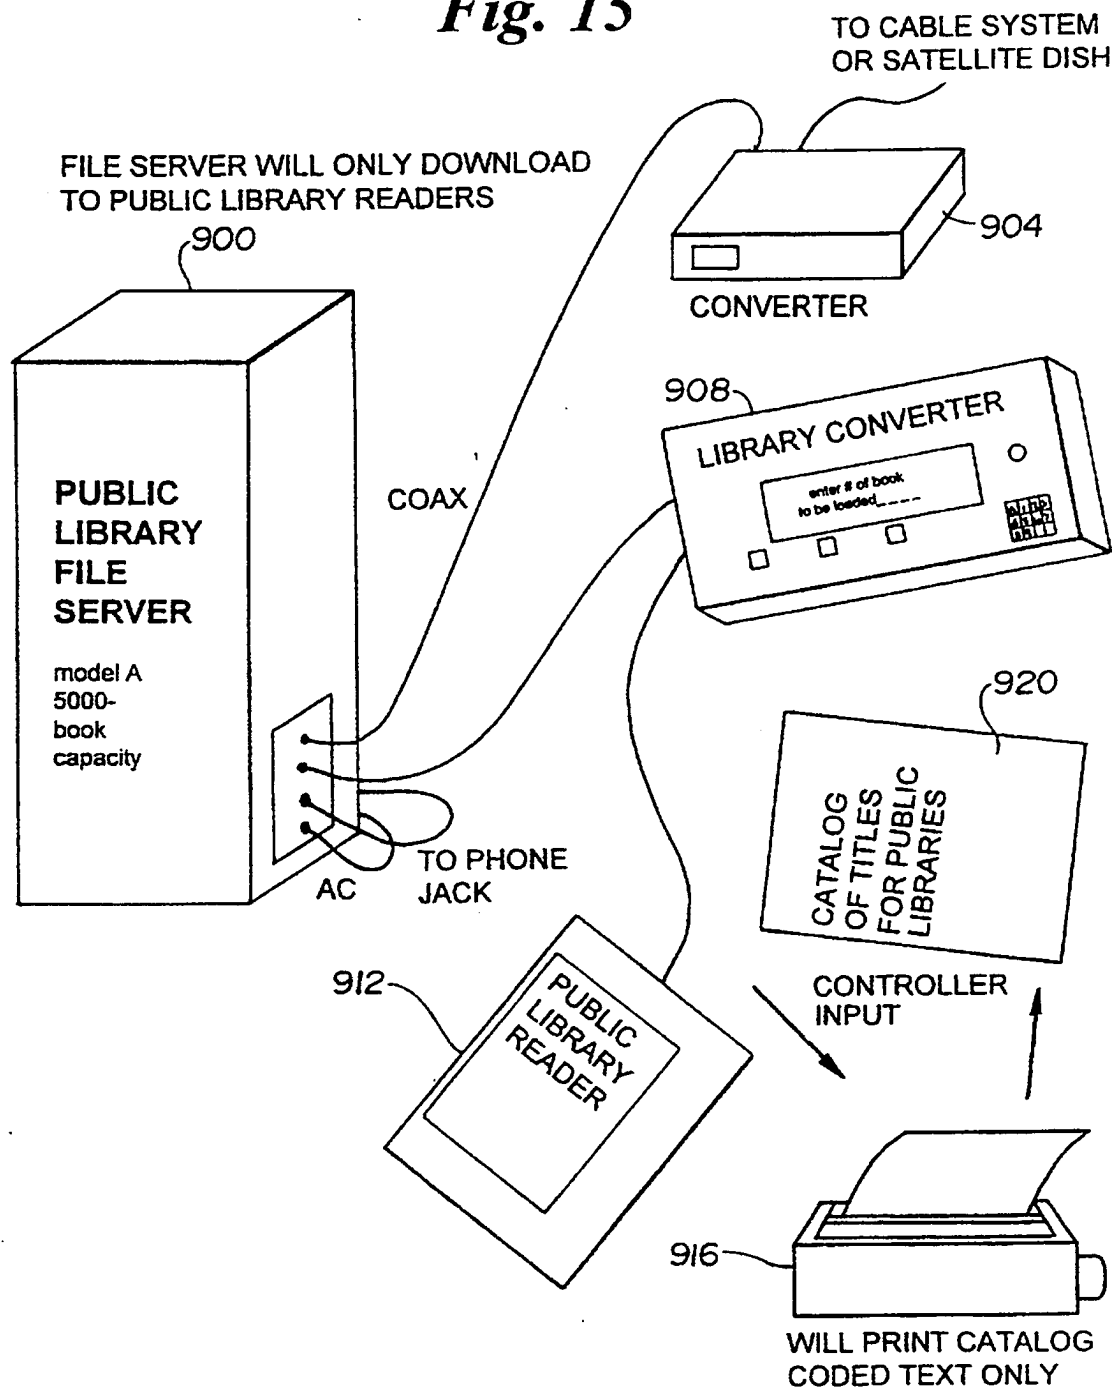 Fig. 15
TO CABLE SYSTEM
OR SATELLITE DISH
FILE SERVER WILL ONLY DOWNLOAD
TO PUBLIC LIBRARY READERS
900
904
CONVERTER
908
LIBRARY CONVERTER
enter # of book
to be loaded_ _ _ _
COAX
PUBLIC
LIBRARY
FILE
SERVER
model A
5000-
book
capacity
AC
TO PHONE
JACK
920
CATALOG
OF TITLES
FOR PUBLIC
LIBRARIES
CONTROLLER
INPUT
912
PUBLIC
LIBRARY
READER
916
WILL PRINT CATALOG
CODED TEXT ONLY